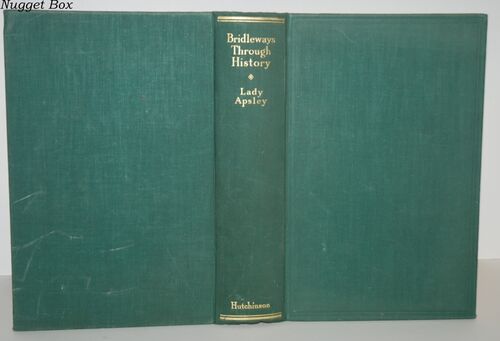 Nugget Box
Bridleways
Through
History
Lady
Apsley
Hutchinson